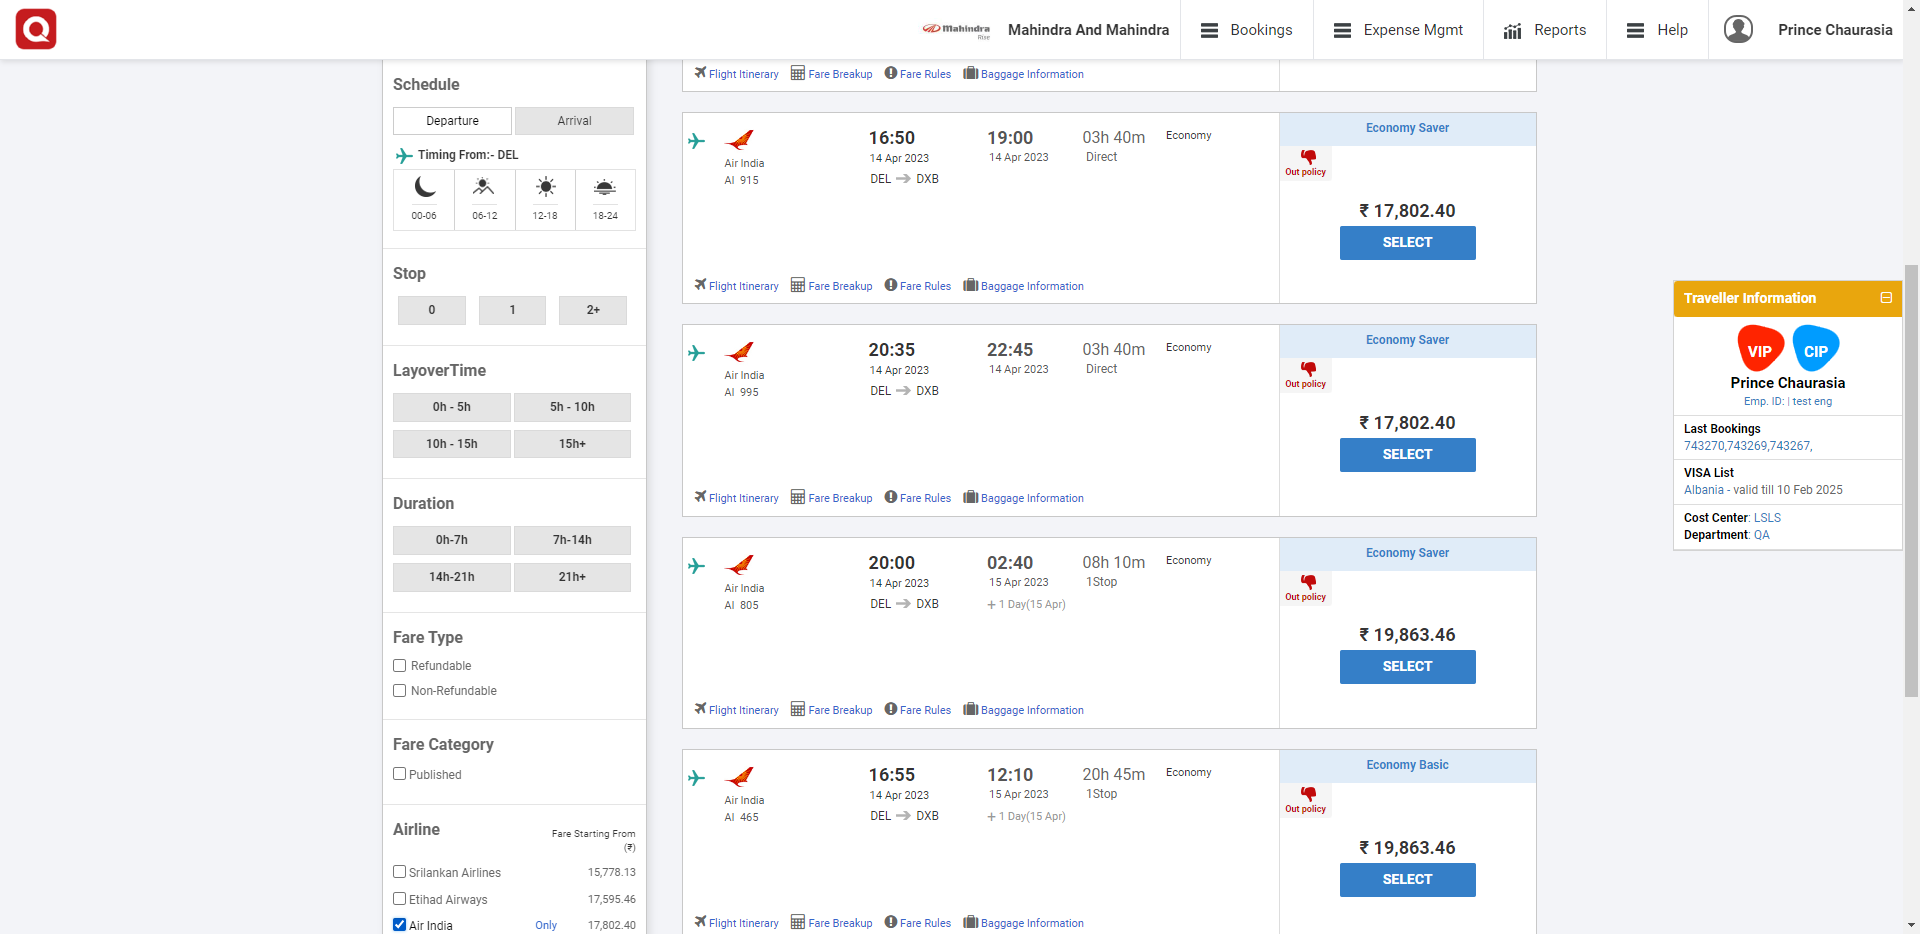 Q
Mahindra
Rise
Mahindra And Mahindra
Bookings
Expense Mgmt
Reports
Help
Prince Chaurasia
Schedule
Departure
Arrival
Timing From:- DEL
00-06
06-12
12-18
18-24
Stop
0
1
2+
LayoverTime
0h - 5h
5h - 10h
10h - 15h
15h+
Duration
0h-7h
7h-14h
14h-21h
21h+
Fare Type
Refundable
Non-Refundable
Fare Category
Published
Airline
Fare Starting From
(₹)
Srilankan Airlines 15,778.13
Etihad Airways 17,595.46
Air India Only 17,802.40
Flight Itinerary Fare Breakup Fare Rules Baggage Information
16:50 19:00 03h 40m Economy
Air India 14 Apr 2023 14 Apr 2023 Direct
AI 915 DEL DXB
Economy Saver
Out policy
₹ 17,802.40
SELECT
Flight Itinerary Fare Breakup Fare Rules Baggage Information
20:35 22:45 03h 40m Economy
Air India 14 Apr 2023 14 Apr 2023 Direct
AI 995 DEL DXB
Economy Saver
Out policy
₹ 17,802.40
SELECT
Flight Itinerary Fare Breakup Fare Rules Baggage Information
20:00 02:40 08h 10m Economy
Air India 14 Apr 2023 15 Apr 2023 1Stop
AI 805 DEL DXB + 1 Day(15 Apr)
Economy Saver
Out policy
₹ 19,863.46
SELECT
Flight Itinerary Fare Breakup Fare Rules Baggage Information
16:55 12:10 20h 45m Economy
Air India 14 Apr 2023 15 Apr 2023 1Stop
AI 465 DEL DXB + 1 Day(15 Apr)
Economy Basic
Out policy
₹ 19,863.46
SELECT
Flight Itinerary Fare Breakup Fare Rules Baggage Information
Traveller Information
VIP CIP
Prince Chaurasia
Emp. ID: | test eng
Last Bookings
743270,743269,743267,
VISA List
Albania - valid till 10 Feb 2025
Cost Center: LSLS
Department: QA